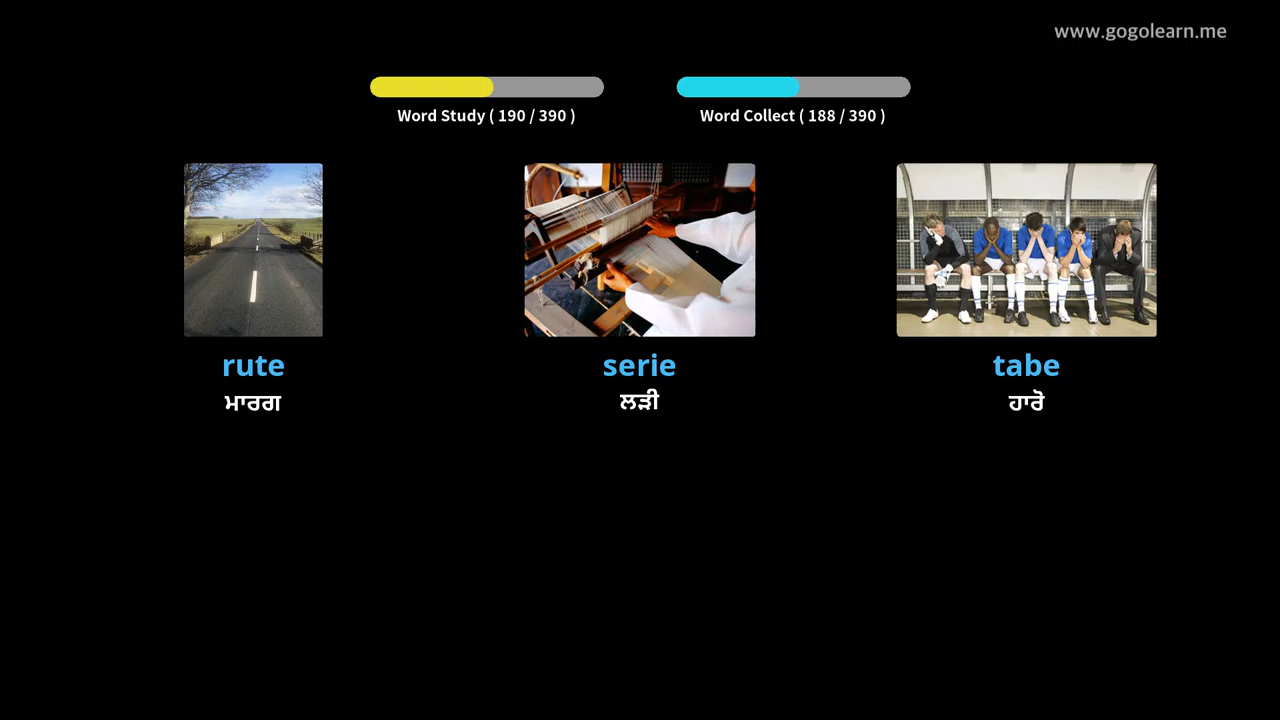 www.gogolearn.me
Word Study ( 190 / 390 )
Word Collect ( 188 / 390 )
rute
ਮਾਰਗ
serie
ਲੜੀ
tabe
ਹਾਰੋ